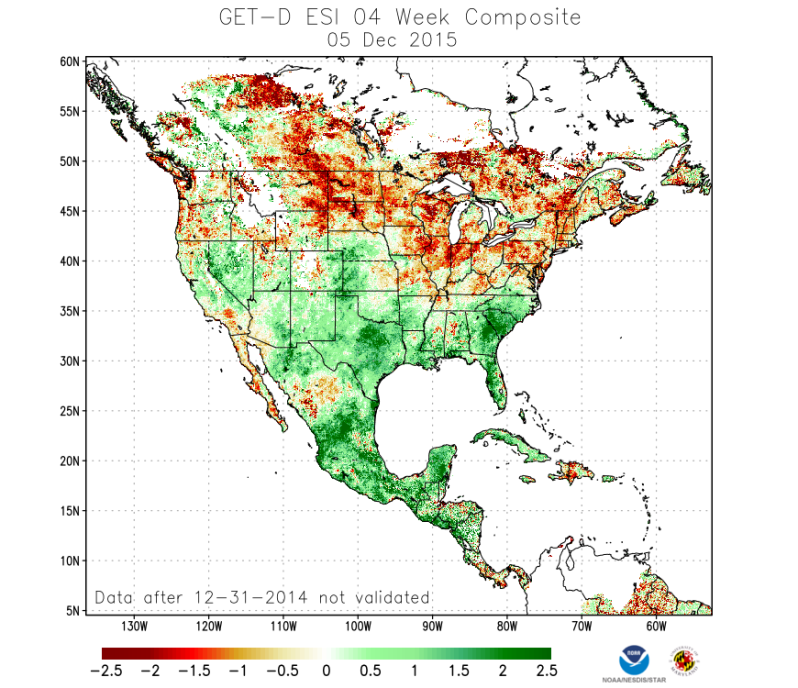 GET-D ESI 04 Week Composite
05 Dec 2015
60N
55N
50N
45N
40N
35N
30N
25N
20N
15N
10N
5N
Data after 12-31-2014 not validated
130W 120W 110W 100W 90W 80W 70W 60W
-2.5 -2 -1.5 -1 -0.5 0 0.5 1 1.5 2 2.5
noaa
NOAA/NESDIS/STAR